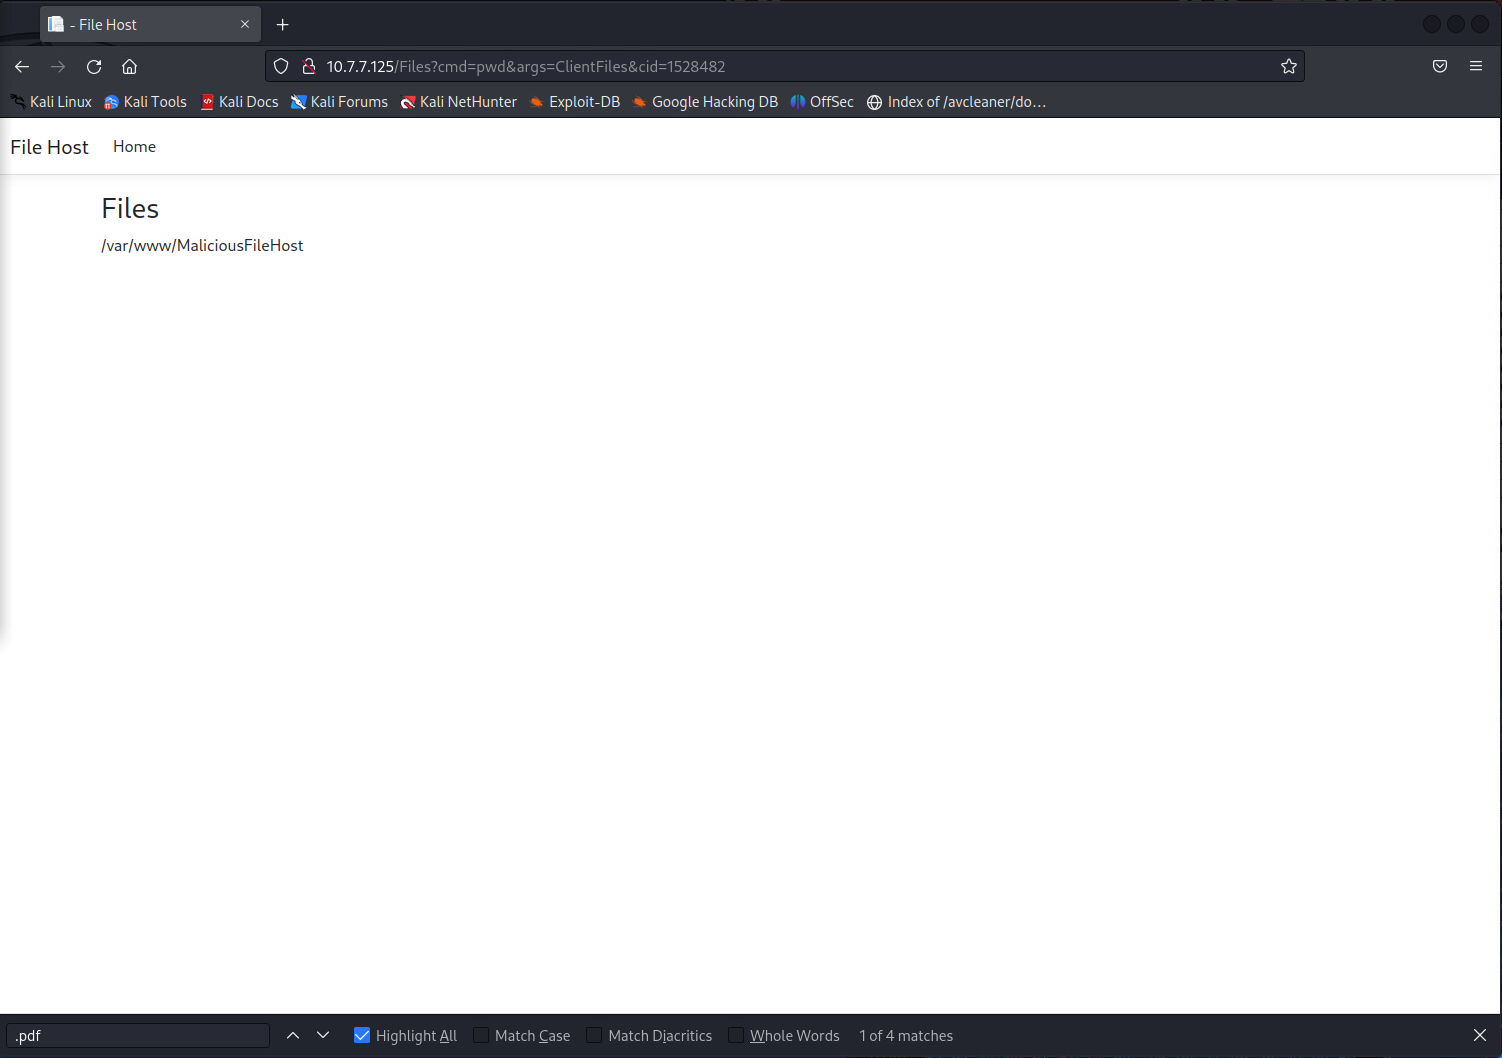 - File Host
10.7.7.125/Files?cmd=pwd&args=ClientFiles&cid=1528482
Kali Linux Kali Tools Kali Docs Kali Forums Kali NetHunter Exploit-DB Google Hacking DB OffSec Index of /avcleaner/do…
File Host Home
Files
/var/www/MaliciousFileHost
.pdf Highlight All Match Case Match Diacritics Whole Words 1 of 4 matches